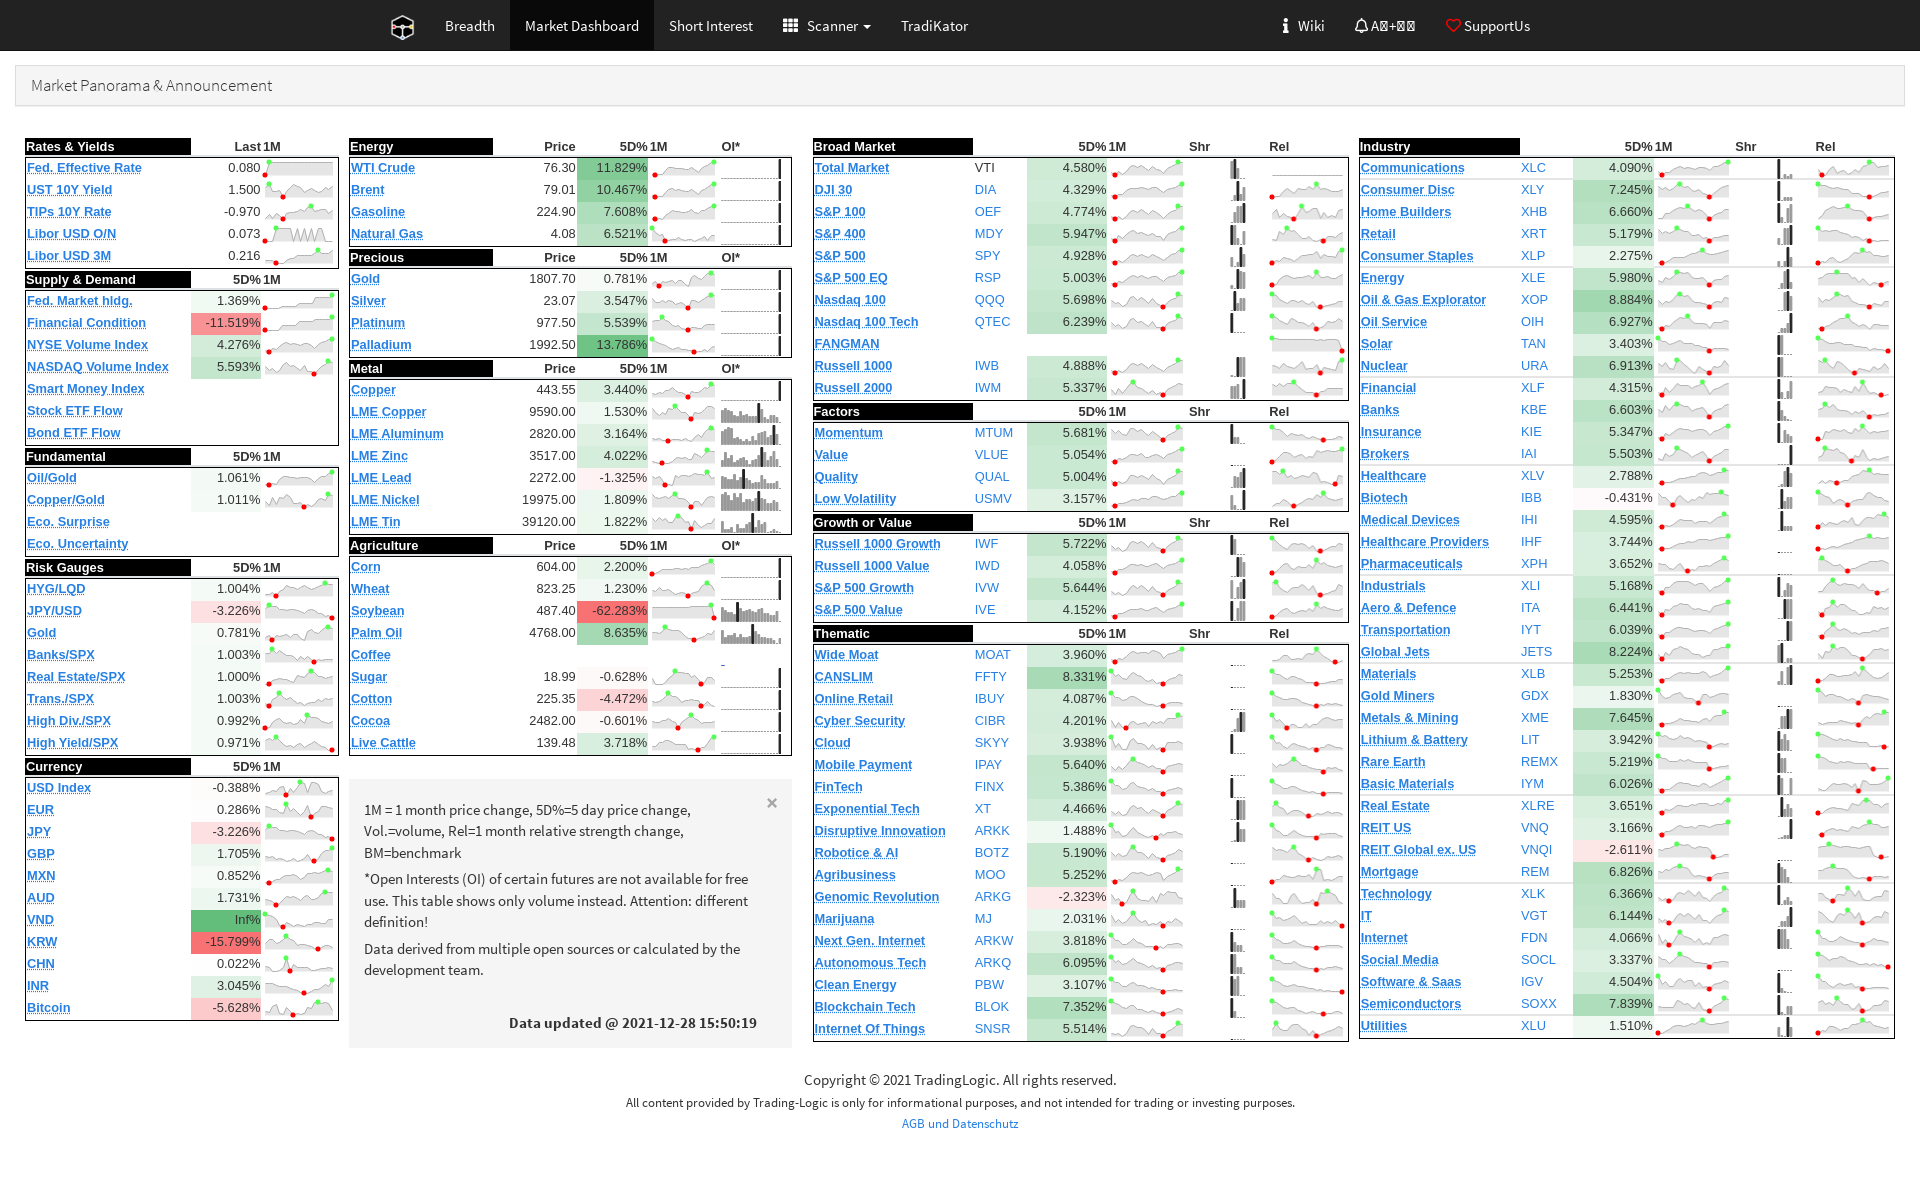 Breadth Market Dashboard Short Interest Scanner TradiKator Wiki SupportUs
Market Panorama & Announcement
Rates & Yields Last 1M
Fed. Effective Rate 0.080
UST 10Y Yield 1.500
TIPs 10Y Rate -0.970
Libor USD O/N 0.073
Libor USD 3M 0.216
Supply & Demand 5D% 1M
Fed. Market hldg. 1.369%
Financial Condition -11.519%
NYSE Volume Index 4.276%
NASDAQ Volume Index 5.593%
Smart Money Index
Stock ETF Flow
Bond ETF Flow
Fundamental 5D% 1M
Oil/Gold 1.061%
Copper/Gold 1.011%
Eco. Surprise
Eco. Uncertainty
Risk Gauges 5D% 1M
HYG/LQD 1.004%
JPY/USD -3.226%
Gold 0.781%
Banks/SPX 1.003%
Real Estate/SPX 1.000%
Trans./SPX 1.003%
High Div./SPX 0.992%
High Yield/SPX 0.971%
Currency 5D% 1M
USD Index -0.388%
EUR 0.286%
JPY -3.226%
GBP 1.705%
MXN 0.852%
AUD 1.731%
VND Inf%
KRW -15.799%
CHN 0.022%
INR 3.045%
Bitcoin -5.628%
Energy Price 5D% 1M OI*
WTI Crude 76.30 11.829%
Brent 79.01 10.467%
Gasoline 224.90 7.608%
Natural Gas 4.08 6.521%
Precious Price 5D% 1M OI*
Gold 1807.70 0.781%
Silver 23.07 3.547%
Platinum 977.50 5.539%
Palladium 1992.50 13.786%
Metal Price 5D% 1M OI*
Copper 443.55 3.440%
LME Copper 9590.00 1.530%
LME Aluminum 2820.00 3.164%
LME Zinc 3517.00 4.022%
LME Lead 2272.00 -1.325%
LME Nickel 19975.00 1.809%
LME Tin 39120.00 1.822%
Agriculture Price 5D% 1M OI*
Corn 604.00 2.200%
Wheat 823.25 1.230%
Soybean 487.40 -62.283%
Palm Oil 4768.00 8.635%
Coffee
Sugar 18.99 -0.628%
Cotton 225.35 -4.472%
Cocoa 2482.00 -0.601%
Live Cattle 139.48 3.718%
×
1M = 1 month price change, 5D%=5 day price change,
Vol.=volume, Rel=1 month relative strength change,
BM=benchmark
*Open Interests (OI) of certain futures are not available for free
use. This table shows only volume instead. Attention: different
definition!
Data derived from multiple open sources or calculated by the
development team.
Data updated @ 2021-12-28 15:50:19
Broad Market 5D% 1M Shr Rel
Total Market VTI 4.580%
DJI 30 DIA 4.329%
S&P 100 OEF 4.774%
S&P 400 MDY 5.947%
S&P 500 SPY 4.928%
S&P 500 EQ RSP 5.003%
Nasdaq 100 QQQ 5.698%
Nasdaq 100 Tech QTEC 6.239%
FANGMAN
Russell 1000 IWB 4.888%
Russell 2000 IWM 5.337%
Factors 5D% 1M Shr Rel
Momentum MTUM 5.681%
Value VLUE 5.054%
Quality QUAL 5.004%
Low Volatility USMV 3.157%
Growth or Value 5D% 1M Shr Rel
Russell 1000 Growth IWF 5.722%
Russell 1000 Value IWD 4.058%
S&P 500 Growth IVW 5.644%
S&P 500 Value IVE 4.152%
Thematic 5D% 1M Shr Rel
Wide Moat MOAT 3.960%
CANSLIM FFTY 8.331%
Online Retail IBUY 4.087%
Cyber Security CIBR 4.201%
Cloud SKYY 3.938%
Mobile Payment IPAY 5.640%
FinTech FINX 5.386%
Exponential Tech XT 4.466%
Disruptive Innovation ARKK 1.488%
Robotice & AI BOTZ 5.190%
Agribusiness MOO 5.252%
Genomic Revolution ARKG -2.323%
Marijuana MJ 2.031%
Next Gen. Internet ARKW 3.818%
Autonomous Tech ARKQ 6.095%
Clean Energy PBW 3.107%
Blockchain Tech BLOK 7.352%
Internet Of Things SNSR 5.514%
Industry 5D% 1M Shr Rel
Communications XLC 4.090%
Consumer Disc XLY 7.245%
Home Builders XHB 6.660%
Retail XRT 5.179%
Consumer Staples XLP 2.275%
Energy XLE 5.980%
Oil & Gas Explorator XOP 8.884%
Oil Service OIH 6.927%
Solar TAN 3.403%
Nuclear URA 6.913%
Financial XLF 4.315%
Banks KBE 6.603%
Insurance KIE 5.347%
Brokers IAI 5.503%
Healthcare XLV 2.788%
Biotech IBB -0.431%
Medical Devices IHI 4.595%
Healthcare Providers IHF 3.744%
Pharmaceuticals XPH 3.652%
Industrials XLI 5.168%
Aero & Defence ITA 6.441%
Transportation IYT 6.039%
Global Jets JETS 8.224%
Materials XLB 5.253%
Gold Miners GDX 1.830%
Metals & Mining XME 7.645%
Lithium & Battery LIT 3.942%
Rare Earth REMX 5.219%
Basic Materials IYM 6.026%
Real Estate XLRE 3.651%
REIT US VNQ 3.166%
REIT Global ex. US VNQI -2.611%
Mortgage REM 6.826%
Technology XLK 6.366%
IT VGT 6.144%
Internet FDN 4.066%
Social Media SOCL 3.337%
Software & Saas IGV 4.504%
Semiconductors SOXX 7.839%
Utilities XLU 1.510%
Copyright © 2021 TradingLogic. All rights reserved.
All content provided by Trading-Logic is only for informational purposes, and not intended for trading or investing purposes.
AGB und Datenschutz